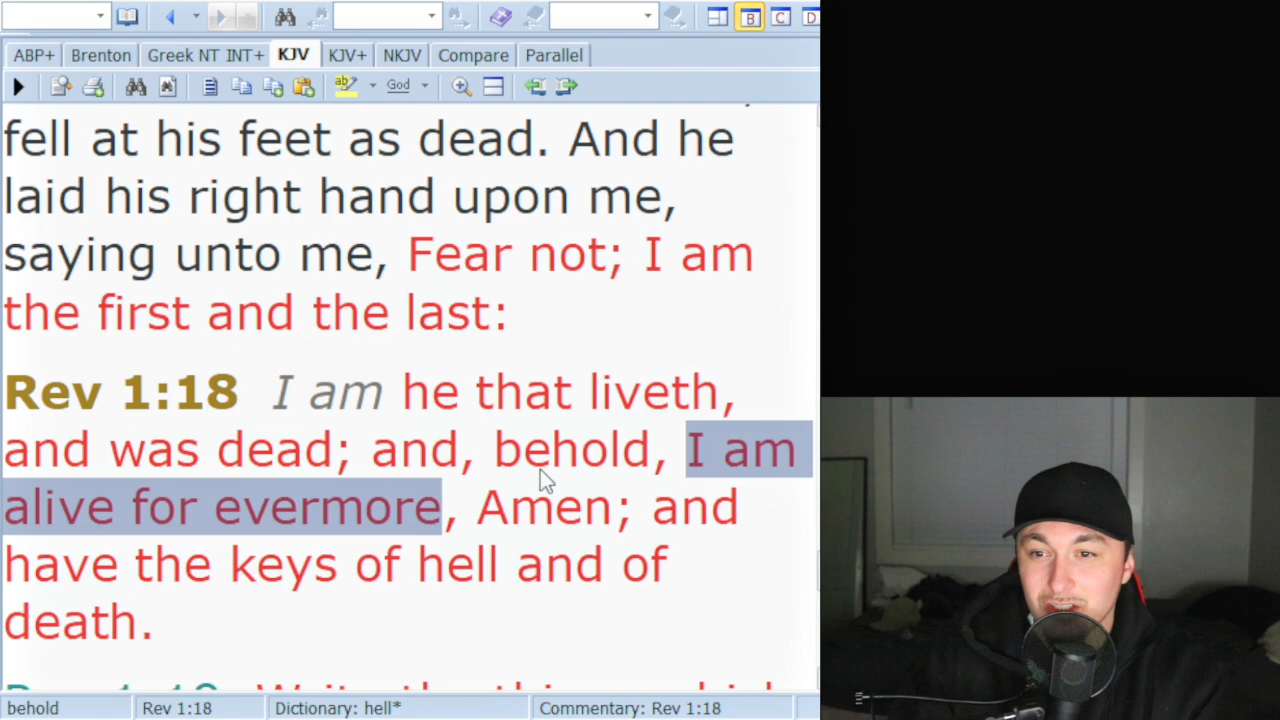 B C D
ABP+ Brenton Greek NT INT+ KJV KJV+ NKJV Compare Parallel
ab God
fell at his feet as dead. And he
laid his right hand upon me,
saying unto me, Fear not; I am
the first and the last:
Rev 1:18 I am he that liveth,
and was dead; and, behold, I am
alive for evermore, Amen; and
have the keys of hell and of
death.
behold Rev 1:18 Dictionary: hell* Commentary: Rev 1:18